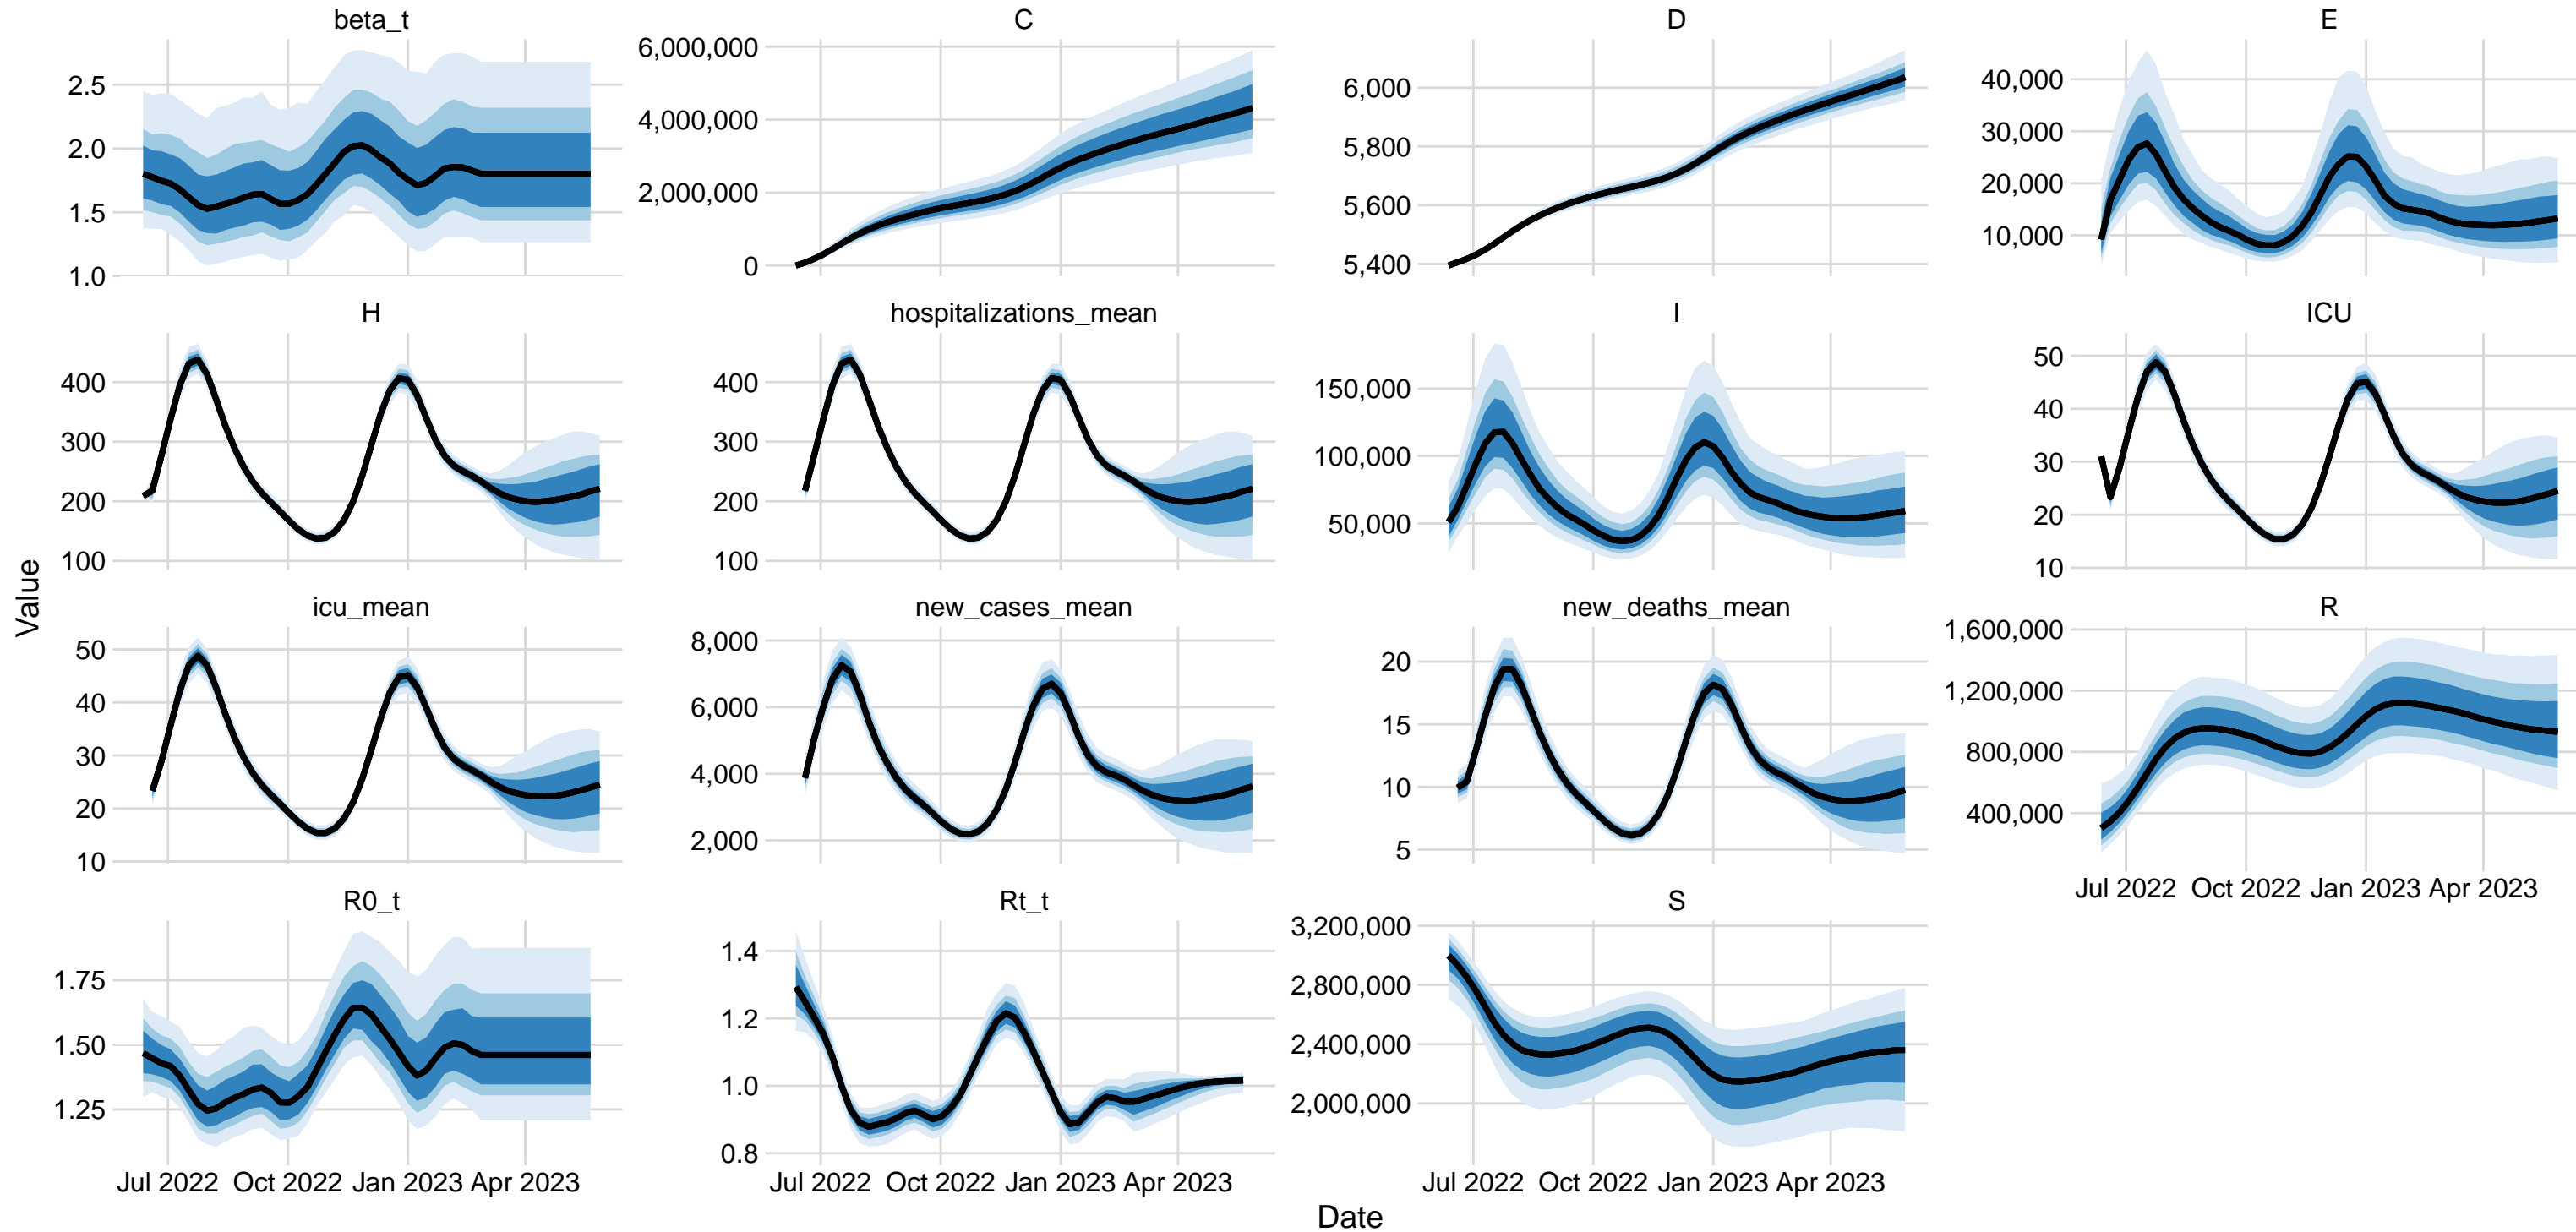 beta_t
C
D
E
2.5
2.0
1.5
1.0
6,000,000
4,000,000
2,000,000
0
6,000
5,800
5,600
5,400
40,000
30,000
20,000
10,000
H
hospitalizations_mean
I
ICU
400
300
200
100
400
300
200
100
150,000
100,000
50,000
50
40
30
20
10
Value
icu_mean
new_cases_mean
new_deaths_mean
R
50
40
30
20
10
8,000
6,000
4,000
2,000
20
15
10
5
1,600,000
1,200,000
800,000
400,000
Jul 2022 Oct 2022 Jan 2023 Apr 2023
R0_t
Rt_t
S
1.75
1.50
1.25
1.4
1.2
1.0
0.8
3,200,000
2,800,000
2,400,000
2,000,000
Jul 2022 Oct 2022 Jan 2023 Apr 2023
Jul 2022 Oct 2022 Jan 2023 Apr 2023
Jul 2022 Oct 2022 Jan 2023 Apr 2023
Date